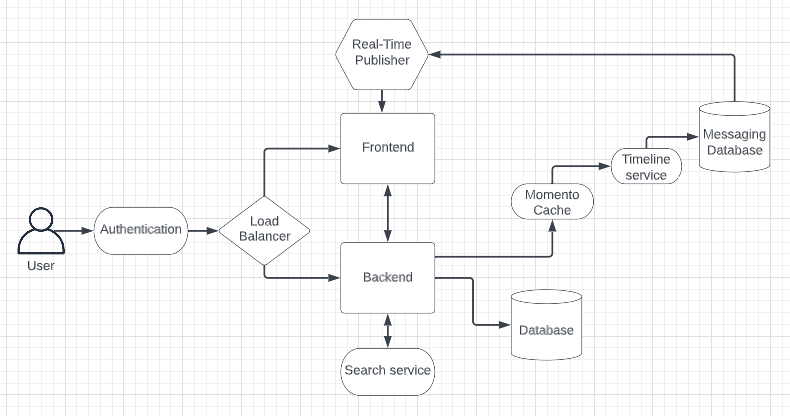 Real-Time
Publisher
Frontend
Messaging
Database
Timeline
service
Momento
Cache
Authentication
Load
Balancer
User
Backend
Database
Search service